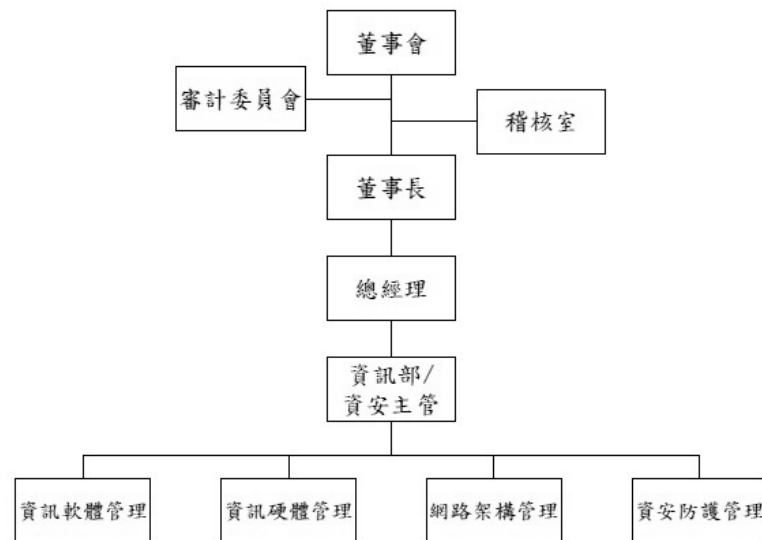 董事會
審計委員會
稽核室
董事長
總經理
資訊部/
資安主管
資訊軟體管理
資訊硬體管理
網路架構管理
資安防護管理